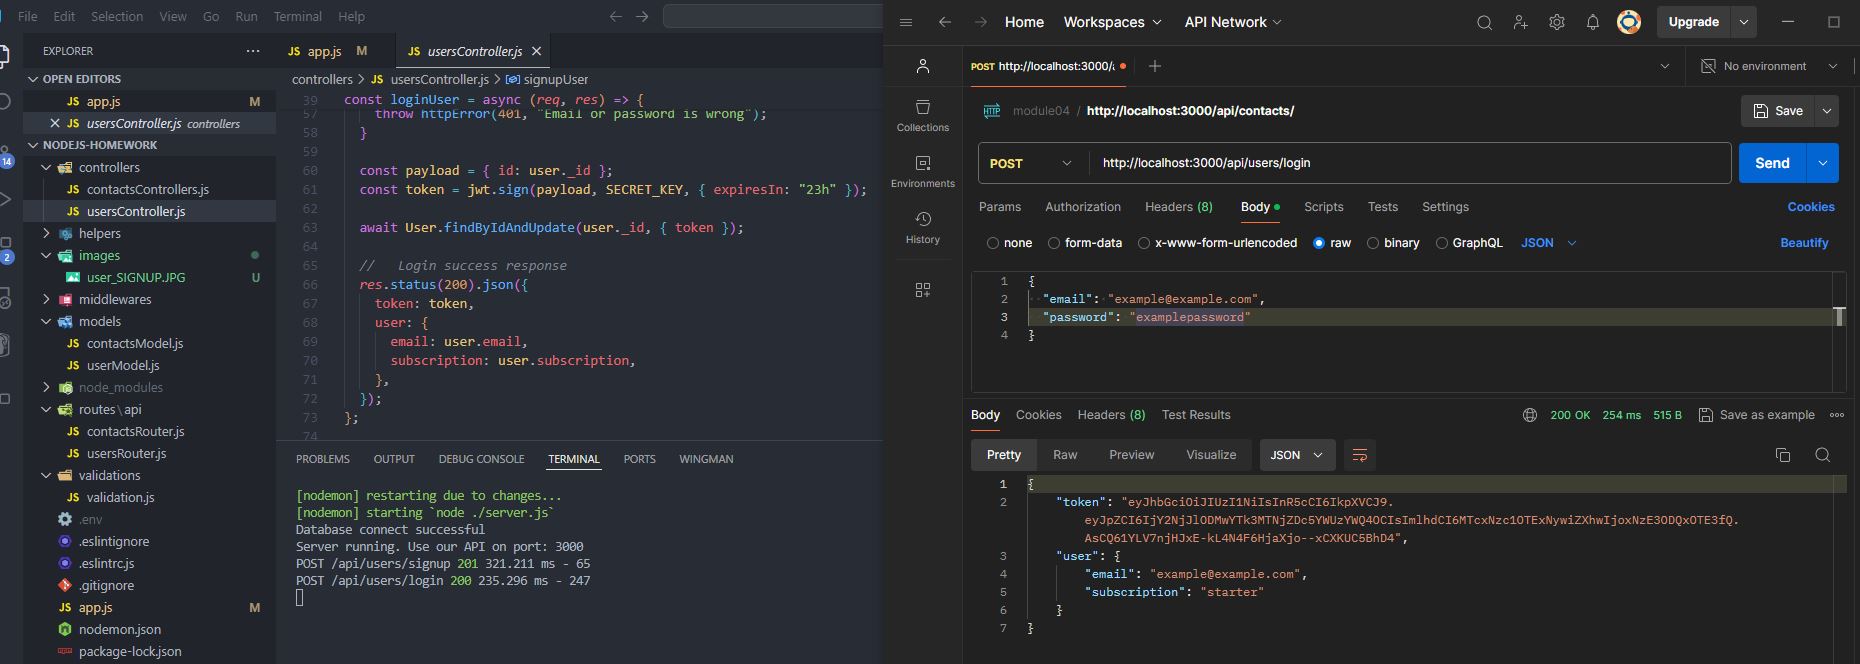 File Edit Selection View Go Run Terminal Help
EXPLORER
OPEN EDITORS
JS app.js M
JS usersController.js controllers
NODEJS-HOMEWORK
controllers
JS contactsControllers.js
JS usersController.js
helpers
images
user_SIGNUP.JPG U
middlewares
models
JS contactsModel.js
JS userModel.js
node_modules
routes\api
JS contactsRouter.js
JS usersRouter.js
validations
JS validation.js
.env
.eslintignore
.eslintrc.js
.gitignore
JS app.js M
nodemon.json
package-lock.json
14
2
JS app.js M
JS usersController.js
controllers > JS usersController.js > signupUser
39 const loginUser = async (req, res) => {
57 throw httpError(401, "Email or password is wrong");
58 }
59
60 const payload = { id: user._id };
61 const token = jwt.sign(payload, SECRET_KEY, { expiresIn: "23h" });
62
63 await User.findByIdAndUpdate(user._id, { token });
64
65 // Login success response
66 res.status(200).json({
67 token: token,
68 user: {
69 email: user.email,
70 subscription: user.subscription,
71 },
72 });
73 };
74
PROBLEMS OUTPUT DEBUG CONSOLE TERMINAL PORTS WINGMAN
[nodemon] restarting due to changes...
[nodemon] starting `node ./server.js`
Database connect successful
Server running. Use our API on port: 3000
POST /api/users/signup 201 321.211 ms - 65
POST /api/users/login 200 235.296 ms - 247
Home Workspaces API Network Upgrade
POST http://localhost:3000/a
No environment
Collections
Environments
History
HTTP module04 / http://localhost:3000/api/contacts/ Save
POST http://localhost:3000/api/users/login Send
Params Authorization Headers (8) Body Scripts Tests Settings Cookies
none form-data x-www-form-urlencoded raw binary GraphQL JSON Beautify
1 {
2 "email": "example@example.com",
3 "password": "examplepassword"
4 }
Body Cookies Headers (8) Test Results 200 OK 254 ms 515 B Save as example
Pretty Raw Preview Visualize JSON
1 {
2 "token": "eyJhbGciOiJIUzI1NiIsInR5cCI6IkpXVCJ9.
eyJpZCI6IjY2NjJlODMwYTk3MTNjZDc5YWUzYWQ4OCIsImlhdCI6MTcxNzc1OTExNywiZXhwIjoxNzE3ODQxOTE3fQ.
AsCQ61YLV7njHJxE-kL4N4F6HjaXjo--xCXKUC5BhD4",
3 "user": {
4 "email": "example@example.com",
5 "subscription": "starter"
6 }
7 }